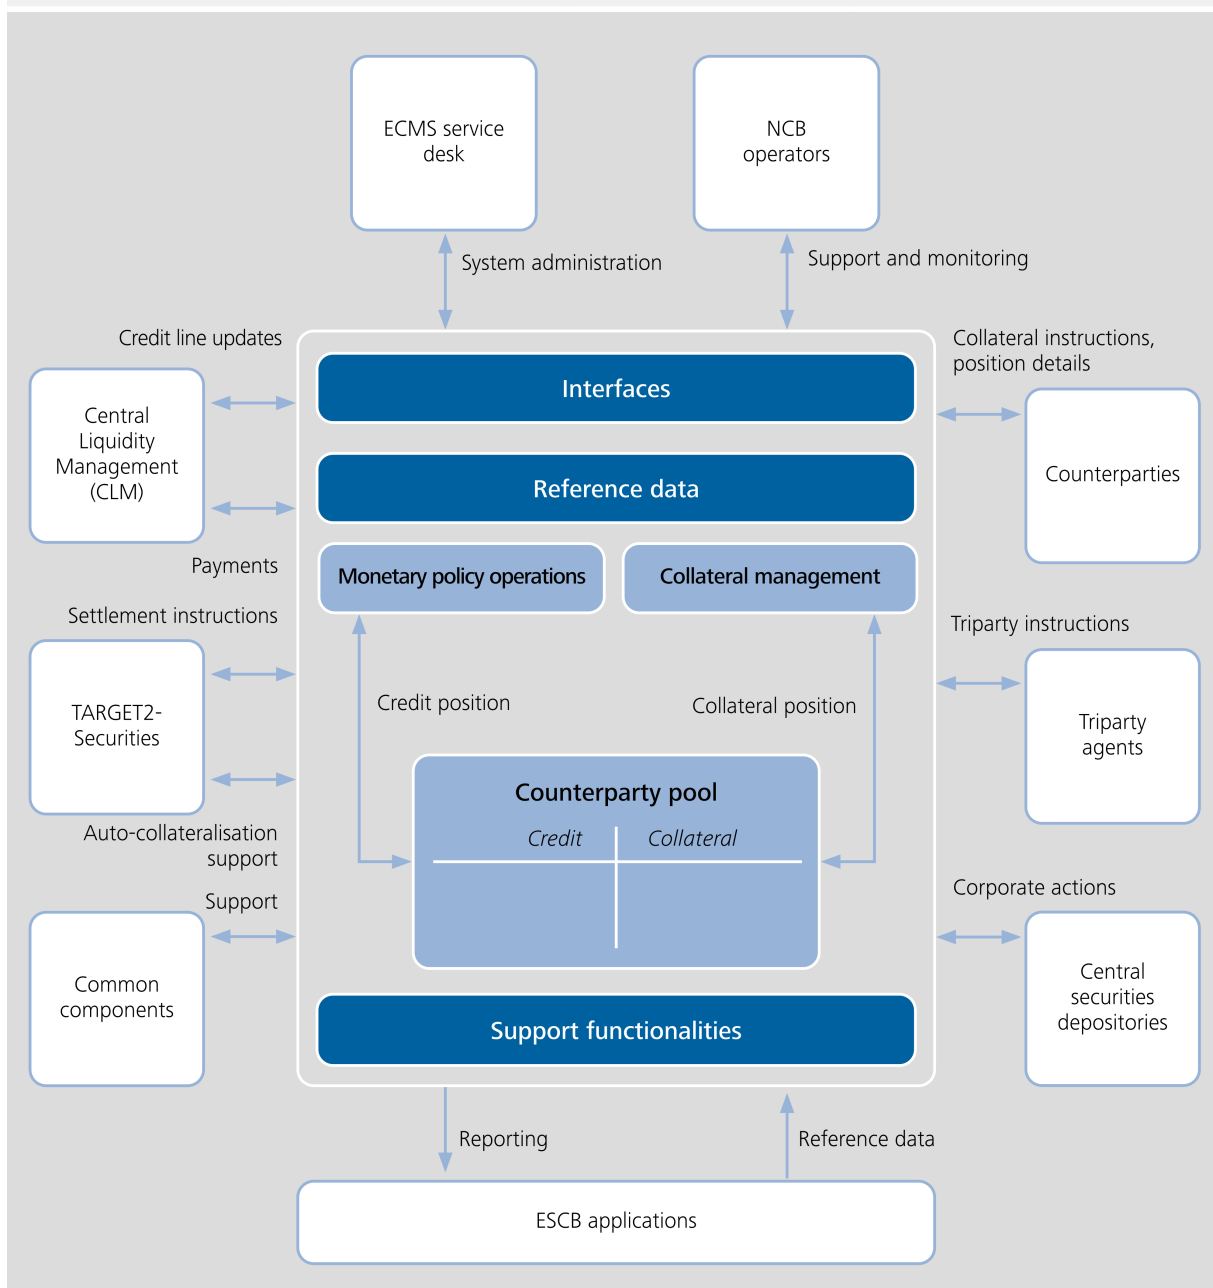 ECMS service
desk
NCB
operators
System administration
Support and monitoring
Credit line updates
Collateral instructions,
position details
Interfaces
Central
Liquidity
Management
(CLM)
Counterparties
Reference data
Payments
Monetary policy operations
Collateral management
Settlement instructions
Triparty instructions
TARGET2-
Securities
Credit position
Collateral position
Triparty
agents
Counterparty pool
Credit
Collateral
Auto-collateralisation
support
Support
Corporate actions
Common
components
Central
securities
depositories
Support functionalities
Reporting
Reference data
ESCB applications